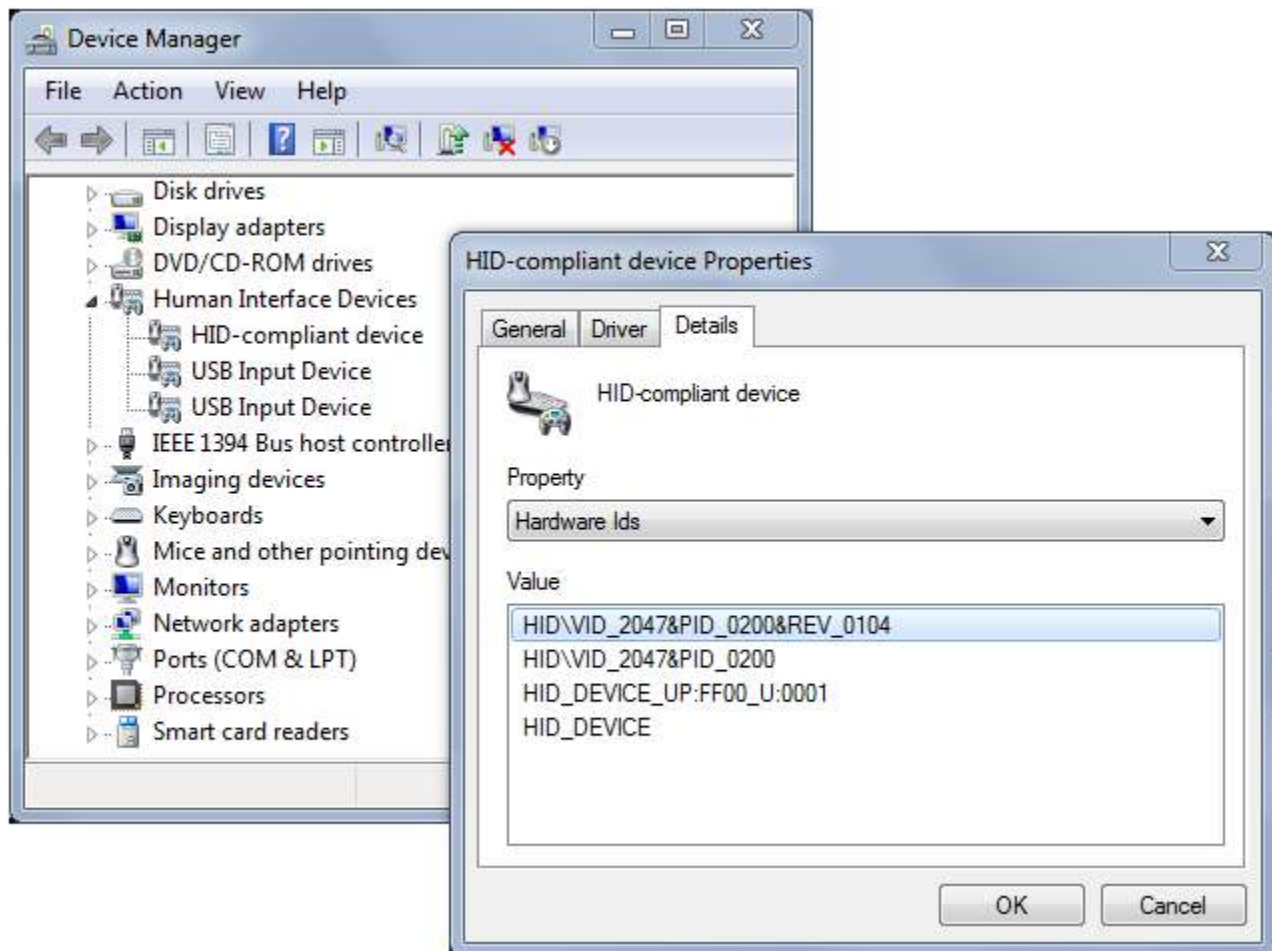 Device Manager
File Action View Help
Disk drives
Display adapters
DVD/CD-ROM drives
Human Interface Devices
HID-compliant device
USB Input Device
USB Input Device
IEEE 1394 Bus host controller
Imaging devices
Keyboards
Mice and other pointing dev
Monitors
Network adapters
Ports (COM & LPT)
Processors
Smart card readers
HID-compliant device Properties
General Driver Details
HID-compliant device
Property
Hardware Ids
Value
HID\VID_2047&PID_0200&REV_0104
HID\VID_2047&PID_0200
HID_DEVICE_UP:FF00_U:0001
HID_DEVICE
OK Cancel